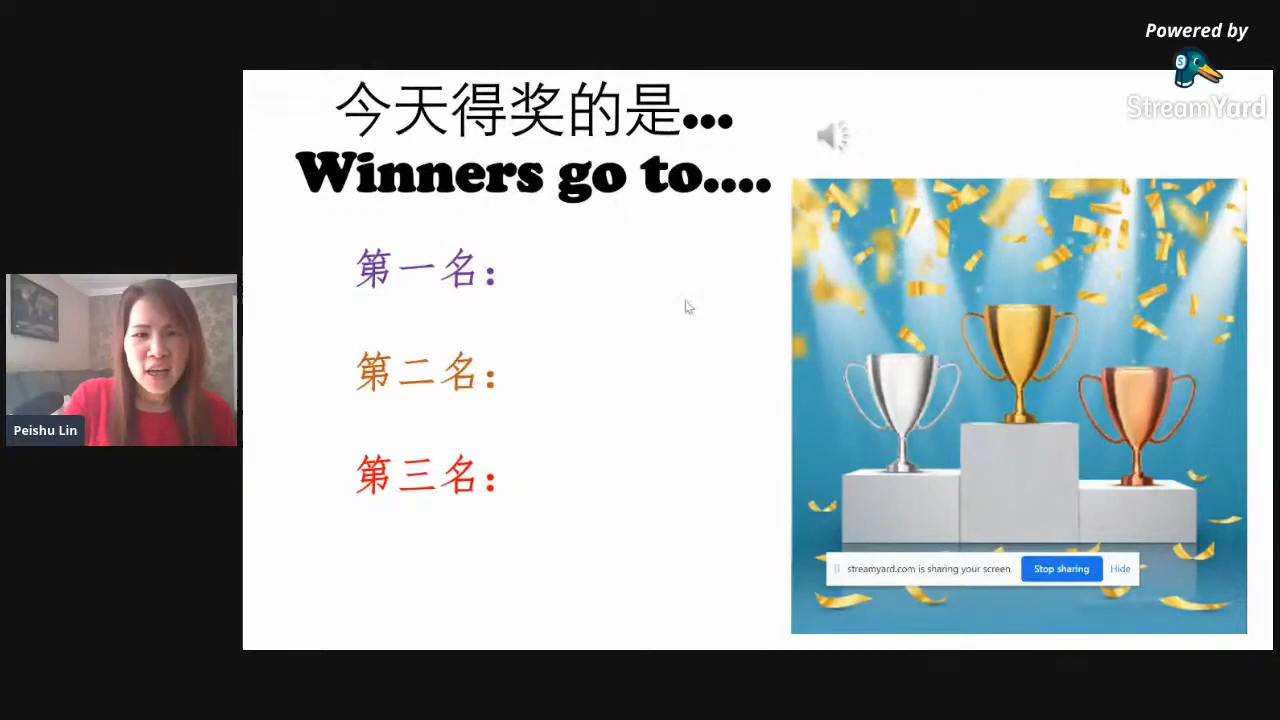 Powered by
StreamYard
今天得奖的是...
Winners go to....
第一名：
第二名：
第三名：
Peishu Lin
streamyard.com is sharing your screen. Stop sharing Hide